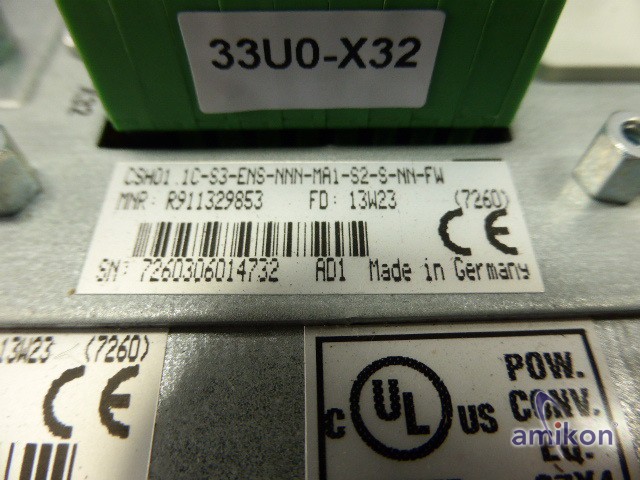 33U0-X32
CSH01.1C-S3-ENS-NNN-MA1-S2-S-NN-FW
MNR: R911329853 FD: 13W23 (7260)
CE
SN: 7260306014732 A01 Made in Germany
13W23 (7260)
CE
C UL US
POW.
CONV.
EQ.
amikon